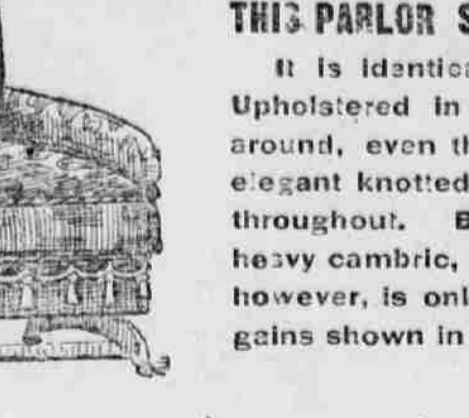 THIS PARLOR S
It is identica
Upholstered in
around, even th
elegant knotted
throughout. B
heavy cambric,
however, is onl
gains shown in